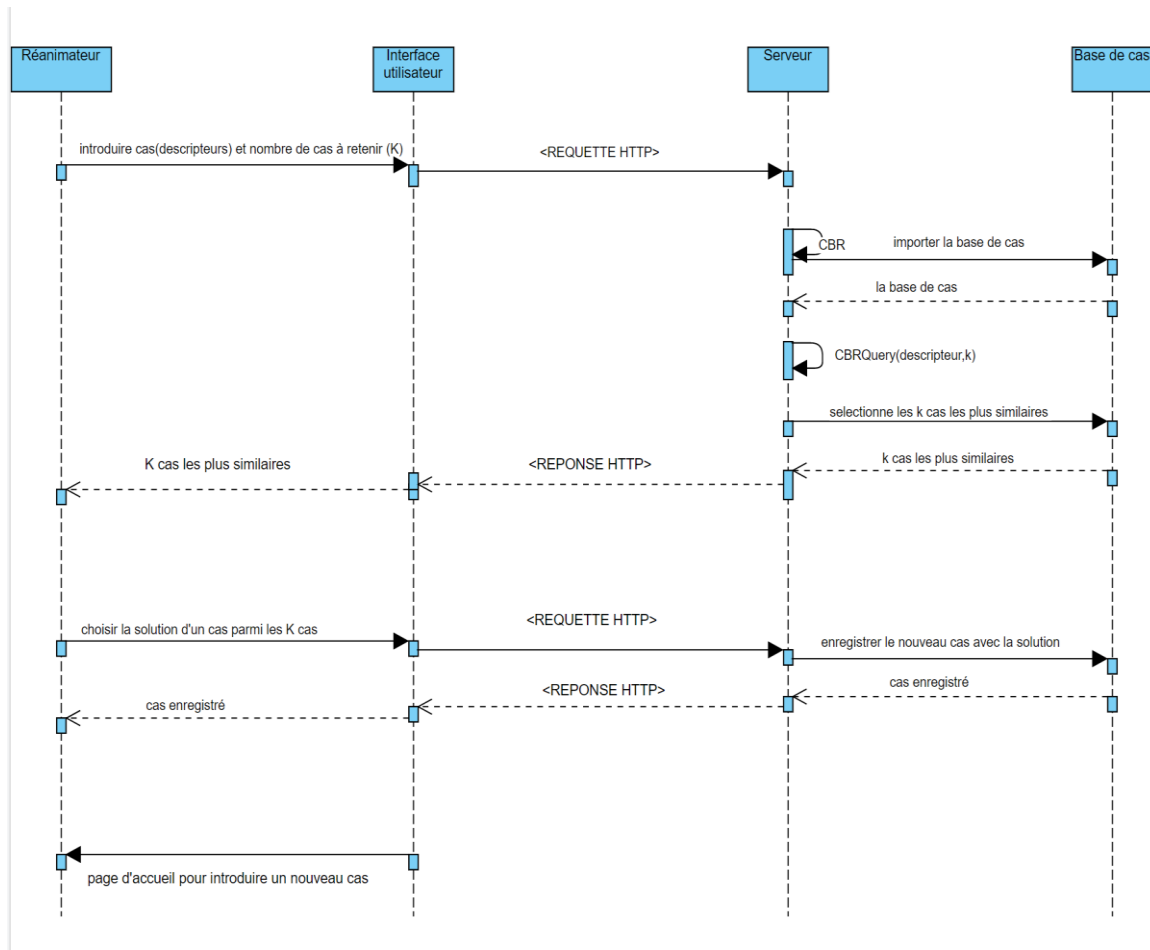 Réanimateur
Interface
utilisateur
Serveur
Base de cas
introduire cas(descripteurs) et nombre de cas à retenir (K)
<REQUETTE HTTP>
CBR
importer la base de cas
la base de cas
CBRQuery(descripteur,k)
selectionne les k cas les plus similaires
K cas les plus similaires
<REPONSE HTTP>
k cas les plus similaires
choisir la solution d'un cas parmi les K cas
<REQUETTE HTTP>
enregistrer le nouveau cas avec la solution
cas enregistré
<REPONSE HTTP>
cas enregistré
page d'accueil pour introduire un nouveau cas